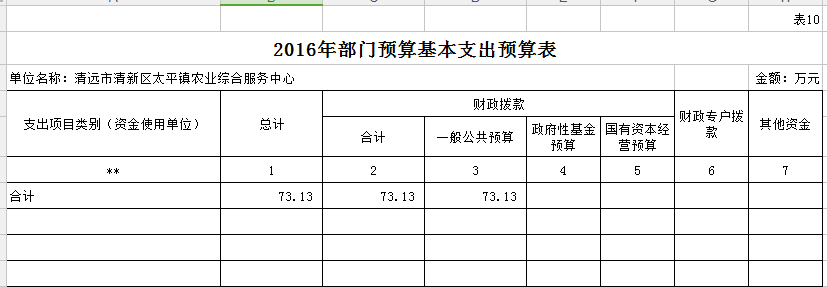 表10
2016年部门预算基本支出预算表
单位名称：清远市清新区太平镇农业综合服务中心 金额：万元
支出项目类别（资金使用单位） 总计 财政拨款 财政专户拨款 其他资金
合计 一般公共预算 政府性基金预算 国有资本经营预算
** 1 2 3 4 5 6 7
合计 73.13 73.13 73.13